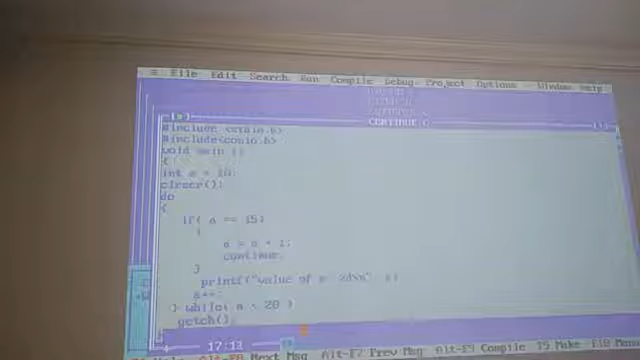 ≡ File Edit Search Run Compile Debug Project Options Window Help
CONTINUE.C
#include <stdio.h>
#include<conio.h>
void main ()
{
int a = 10;
clrscr();
do
{
if( a == 15)
{
a = a + 1;
continue;
}
printf("value of a: %d\n", a);
a++;
} while( a < 20 )
getch();
17:13
Help Alt-F8 Next Msg Alt-F7 Prev Msg Alt-F9 Compile F9 Make F10 Menu